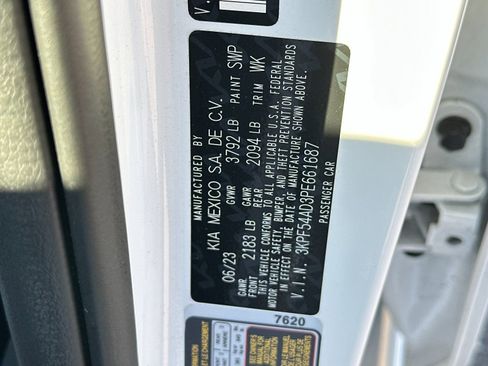 MANUFACTURED BY
KIA MEXICO S.A. DE C.V.
06/23 GVWR 3792 LB PAINT SWP
GAWR FRONT 2183 LB GAWR REAR 2094 LB TRIM WK
THIS VEHICLE CONFORMS TO ALL APPLICABLE U.S.A. FEDERAL
MOTOR VEHICLE SAFETY, BUMPER, AND THEFT PREVENTION STANDARDS
IN EFFECT ON THE DATE OF MANUFACTURE SHOWN ABOVE.
V.I.N. 3KPF54AD3PE661687
PASSENGER CAR
7620
V.